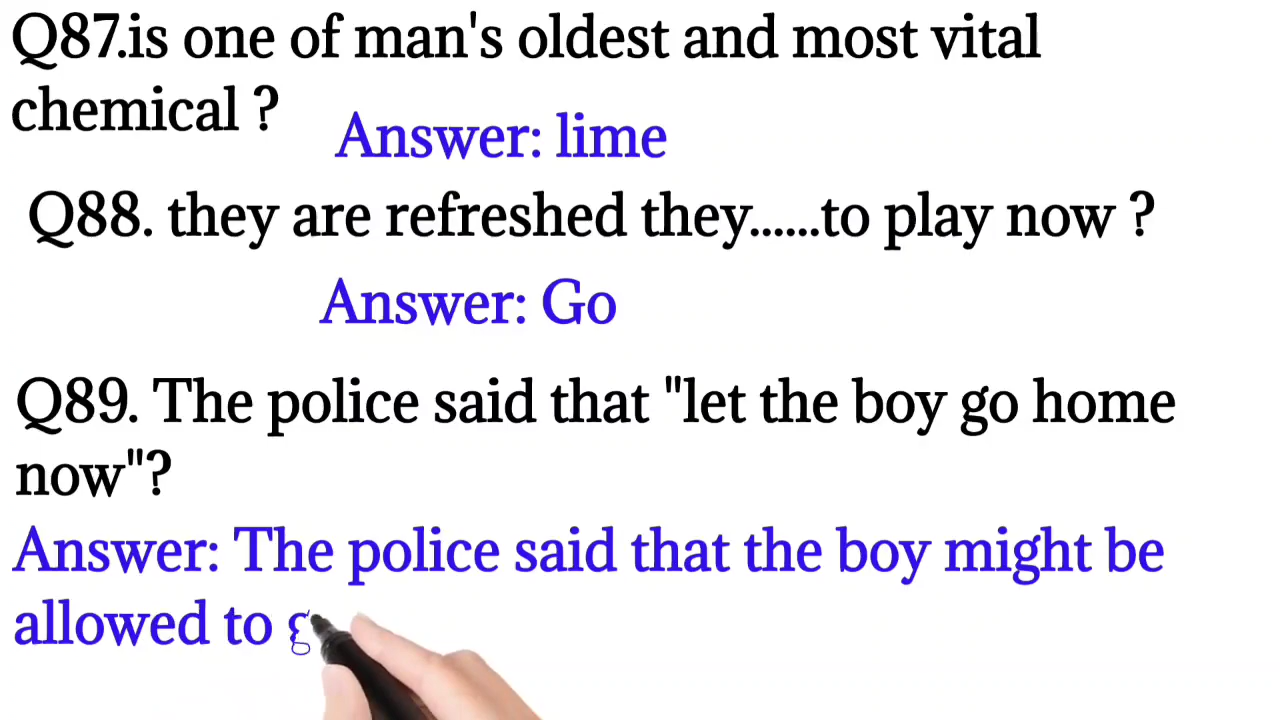 Q87.is one of man's oldest and most vital
chemical ?
Answer: lime
Q88. they are refreshed they......to play now ?
Answer: Go
Q89. The police said that "let the boy go home
now"?
Answer: The police said that the boy might be
allowed to g